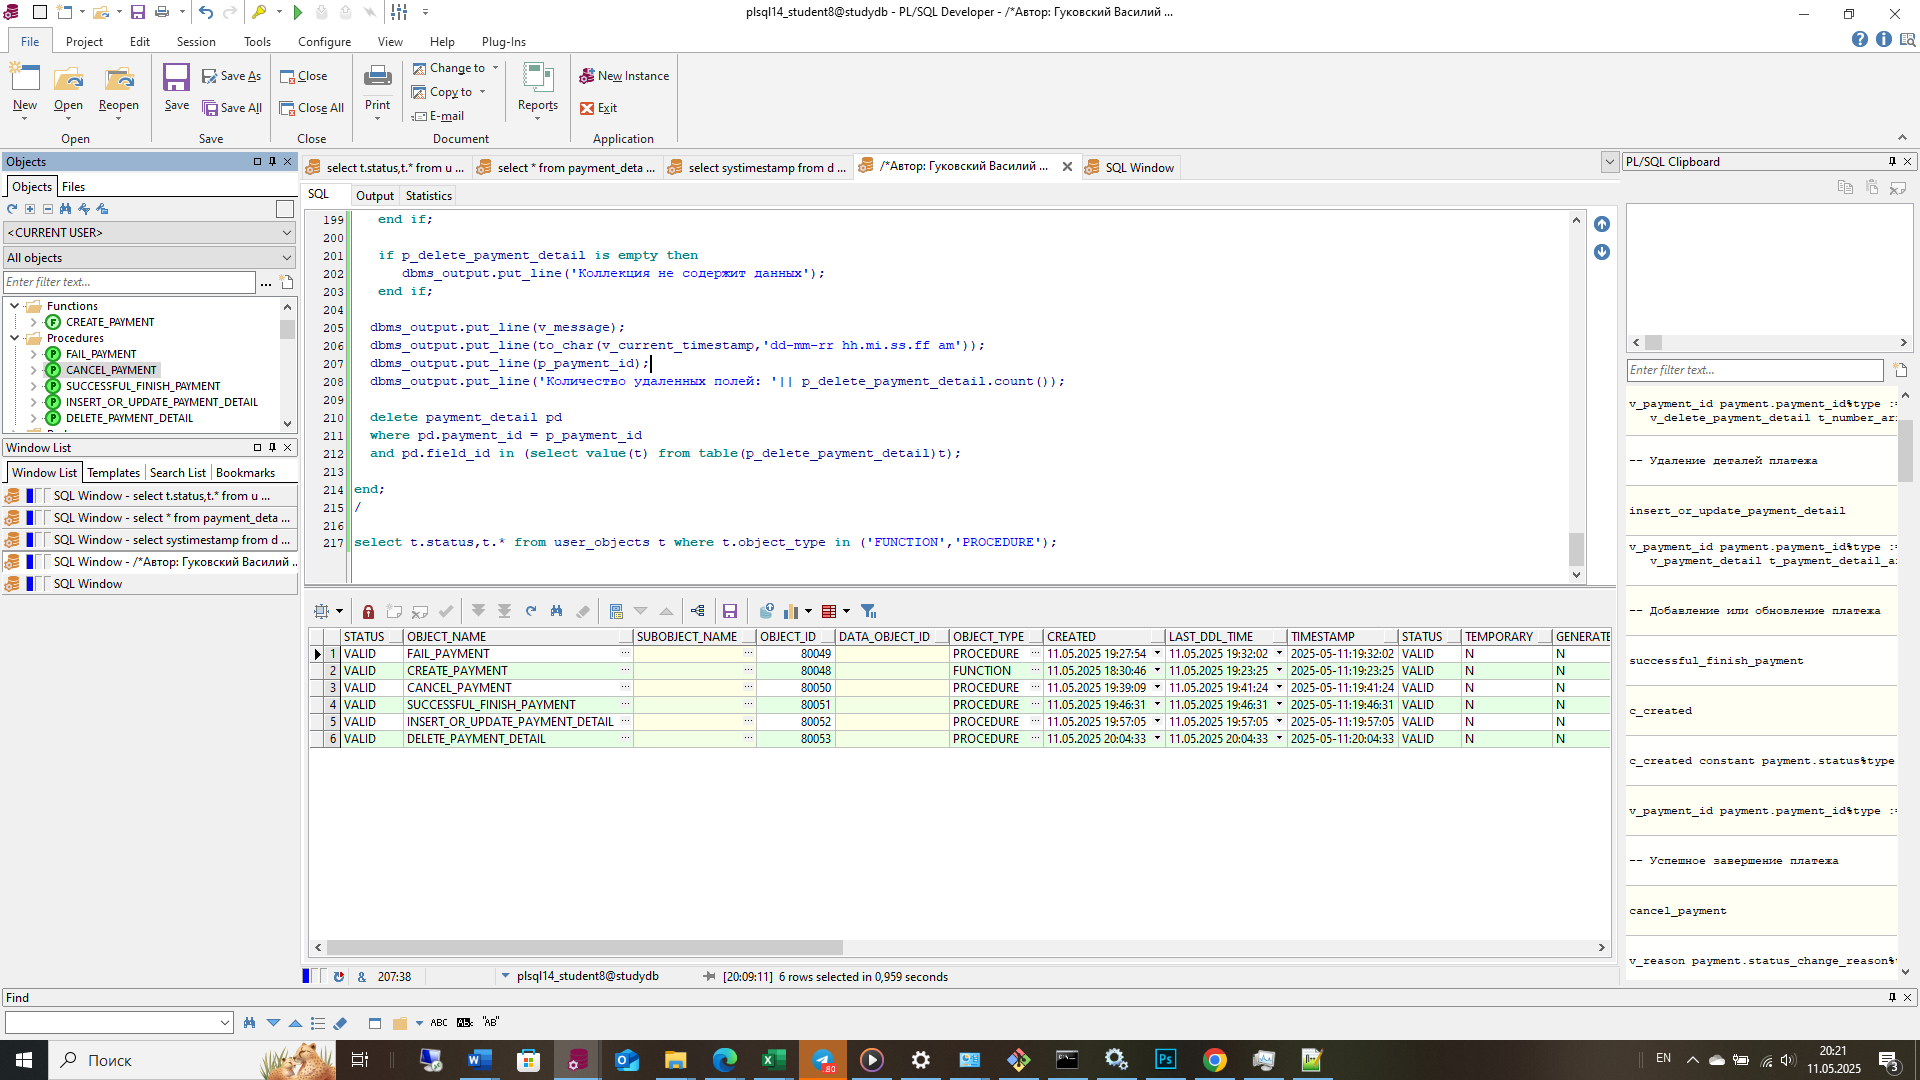 plsql14_student8@studydb - PL/SQL Developer - /*Автор: Гуковский Василий ...
File Project Edit Session Tools Configure View Help Plug-Ins
New Open Reopen Save Save As Save All Close Close All Print Change to Copy to E-mail Reports New Instance Exit
Open Save Close Document Application
Objects
Objects Files
<CURRENT USER>
All objects
Enter filter text...
Functions
CREATE_PAYMENT
Procedures
FAIL_PAYMENT
CANCEL_PAYMENT
SUCCESSFUL_FINISH_PAYMENT
INSERT_OR_UPDATE_PAYMENT_DETAIL
DELETE_PAYMENT_DETAIL
Window List
Window List Templates Search List Bookmarks
SQL Window - select t.status,t.* from u ...
SQL Window - select * from payment_deta ...
SQL Window - select systimestamp from d ...
SQL Window - /*Автор: Гуковский Василий ..
SQL Window
select t.status,t.* from u ... select * from payment_deta ... select systimestamp from d ... /*Автор: Гуковский Василий ... SQL Window
SQL Output Statistics
199 end if;
200
201 if p_delete_payment_detail is empty then
202 dbms_output.put_line('Коллекция не содержит данных');
203 end if;
204
205 dbms_output.put_line(v_message);
206 dbms_output.put_line(to_char(v_current_timestamp,'dd-mm-rr hh.mi.ss.ff am'));
207 dbms_output.put_line(p_payment_id);
208 dbms_output.put_line('Количество удаленных полей: '|| p_delete_payment_detail.count());
209
210 delete payment_detail pd
211 where pd.payment_id = p_payment_id
212 and pd.field_id in (select value(t) from table(p_delete_payment_detail)t);
213
214 end;
215 /
216
217 select t.status,t.* from user_objects t where t.object_type in ('FUNCTION','PROCEDURE');
STATUS OBJECT_NAME SUBOBJECT_NAME OBJECT_ID DATA_OBJECT_ID OBJECT_TYPE CREATED LAST_DDL_TIME TIMESTAMP STATUS TEMPORARY GENERATE
1 VALID FAIL_PAYMENT 80049 PROCEDURE 11.05.2025 19:27:54 11.05.2025 19:32:02 2025-05-11:19:32:02 VALID N N
2 VALID CREATE_PAYMENT 80048 FUNCTION 11.05.2025 18:30:46 11.05.2025 19:23:25 2025-05-11:19:23:25 VALID N N
3 VALID CANCEL_PAYMENT 80050 PROCEDURE 11.05.2025 19:39:09 11.05.2025 19:41:24 2025-05-11:19:41:24 VALID N N
4 VALID SUCCESSFUL_FINISH_PAYMENT 80051 PROCEDURE 11.05.2025 19:46:31 11.05.2025 19:46:31 2025-05-11:19:46:31 VALID N N
5 VALID INSERT_OR_UPDATE_PAYMENT_DETAIL 80052 PROCEDURE 11.05.2025 19:57:05 11.05.2025 19:57:05 2025-05-11:19:57:05 VALID N N
6 VALID DELETE_PAYMENT_DETAIL 80053 PROCEDURE 11.05.2025 20:04:33 11.05.2025 20:04:33 2025-05-11:20:04:33 VALID N N
& 207:38 plsql14_student8@studydb [20:09:11] 6 rows selected in 0,959 seconds
PL/SQL Clipboard
Enter filter text...
v_payment_id payment.payment_id%type :=
v_delete_payment_detail t_number_ar
-- Удаление деталей платежа
insert_or_update_payment_detail
v_payment_id payment.payment_id%type :=
v_payment_detail t_payment_detail_a
-- Добавление или обновление платежа
successful_finish_payment
c_created
c_created constant payment.status%type
v_payment_id payment.payment_id%type :=
-- Успешное завершение платежа
cancel_payment
v_reason payment.status_change_reason%
Find
ABC AB "AB"
Поиск
Ps
EN
20:21
11.05.2025
3